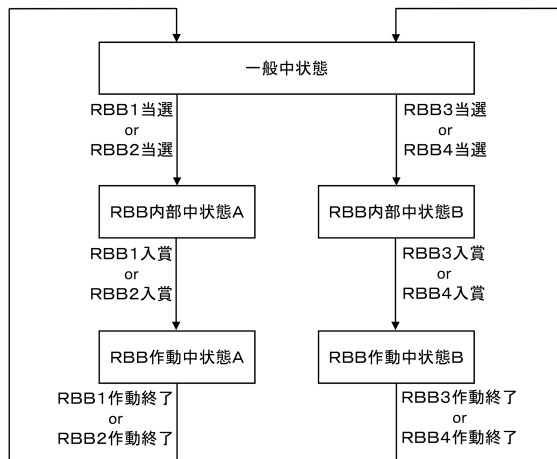 一般中状態
RBB1当選
or
RBB2当選
RBB3当選
or
RBB4当選
RBB内部中状態A
RBB内部中状態B
RBB1入賞
or
RBB2入賞
RBB3入賞
or
RBB4入賞
RBB作動中状態A
RBB作動中状態B
RBB1作動終了
or
RBB2作動終了
RBB3作動終了
or
RBB4作動終了